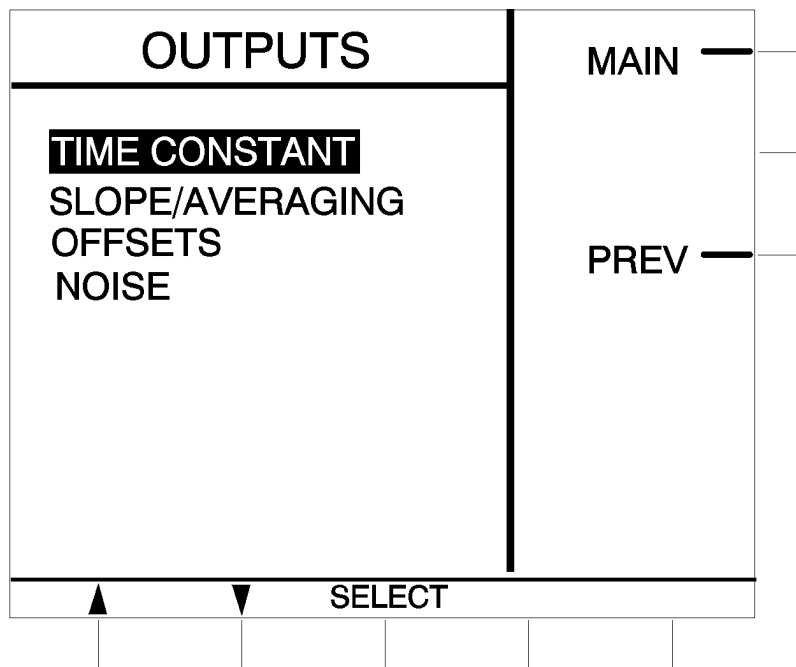 OUTPUTS
MAIN
TIME CONSTANT
SLOPE/AVERAGING
OFFSETS
PREV
NOISE
SELECT